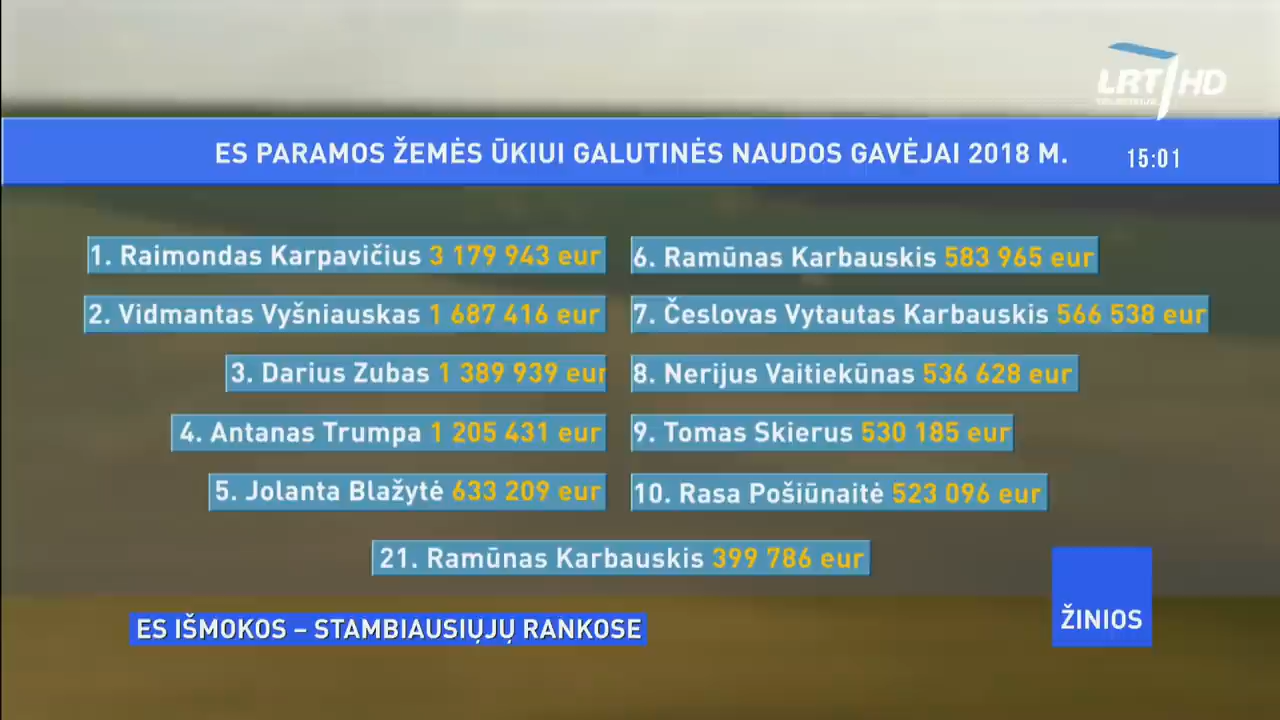 LRT HD
ES PARAMOS ŽEMĖS ŪKIUI GALUTINĖS NAUDOS GAVĖJAI 2018 M.
15:01
1. Raimondas Karpavičius 3 179 943 eur
2. Vidmantas Vyšniauskas 1 687 416 eur
3. Darius Zubas 1 389 939 eur
4. Antanas Trumpa 1 205 431 eur
5. Jolanta Blažytė 633 209 eur
6. Ramūnas Karbauskis 583 965 eur
7. Česlovas Vytautas Karbauskis 566 538 eur
8. Nerijus Vaitiekūnas 536 628 eur
9. Tomas Skierus 530 185 eur
10. Rasa Pošiūnaitė 523 096 eur
21. Ramūnas Karbauskis 399 786 eur
ES IŠMOKOS – STAMBIAUSIŲJŲ RANKOSE
ŽINIOS